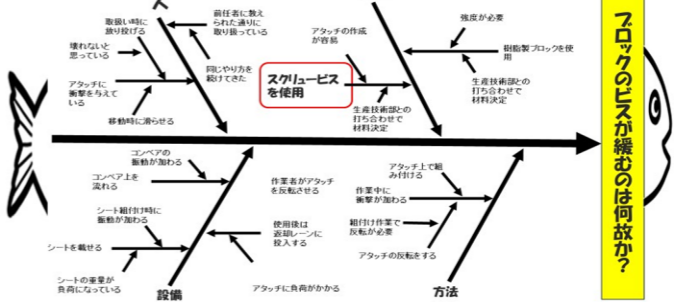 前任者に教え
られた通りに
取り扱っている
取扱い時に
放り投げる
壊れないと
思っている
同じやり方を
続けてきた
アタッチに
衝撃を与えて
いる
移動時に滑らせる
アタッチの作成
が容易
スクリュービス
を使用
生産技術部との
打ち合わせで
材料決定
強度が必要
樹脂製ブロックを使
用
生産技術部との
打ち合わせで
材料決定
ブロックのビスが緩むのは何故か?
コンベアの
振動が加わる
コンベア上を
流れる
シート組付け時に
振動が加わる
シートを載せる
シートの重量が
負荷になっている
設備
作業者がアタッチ
を反転させる
使用後は
返却レーンに
投入する
アタッチに負荷がかかる
アタッチ上で組
み付ける
作業中に
衝撃が加わる
組付け作業で
反転が必要
アタッチの反転をする
方法